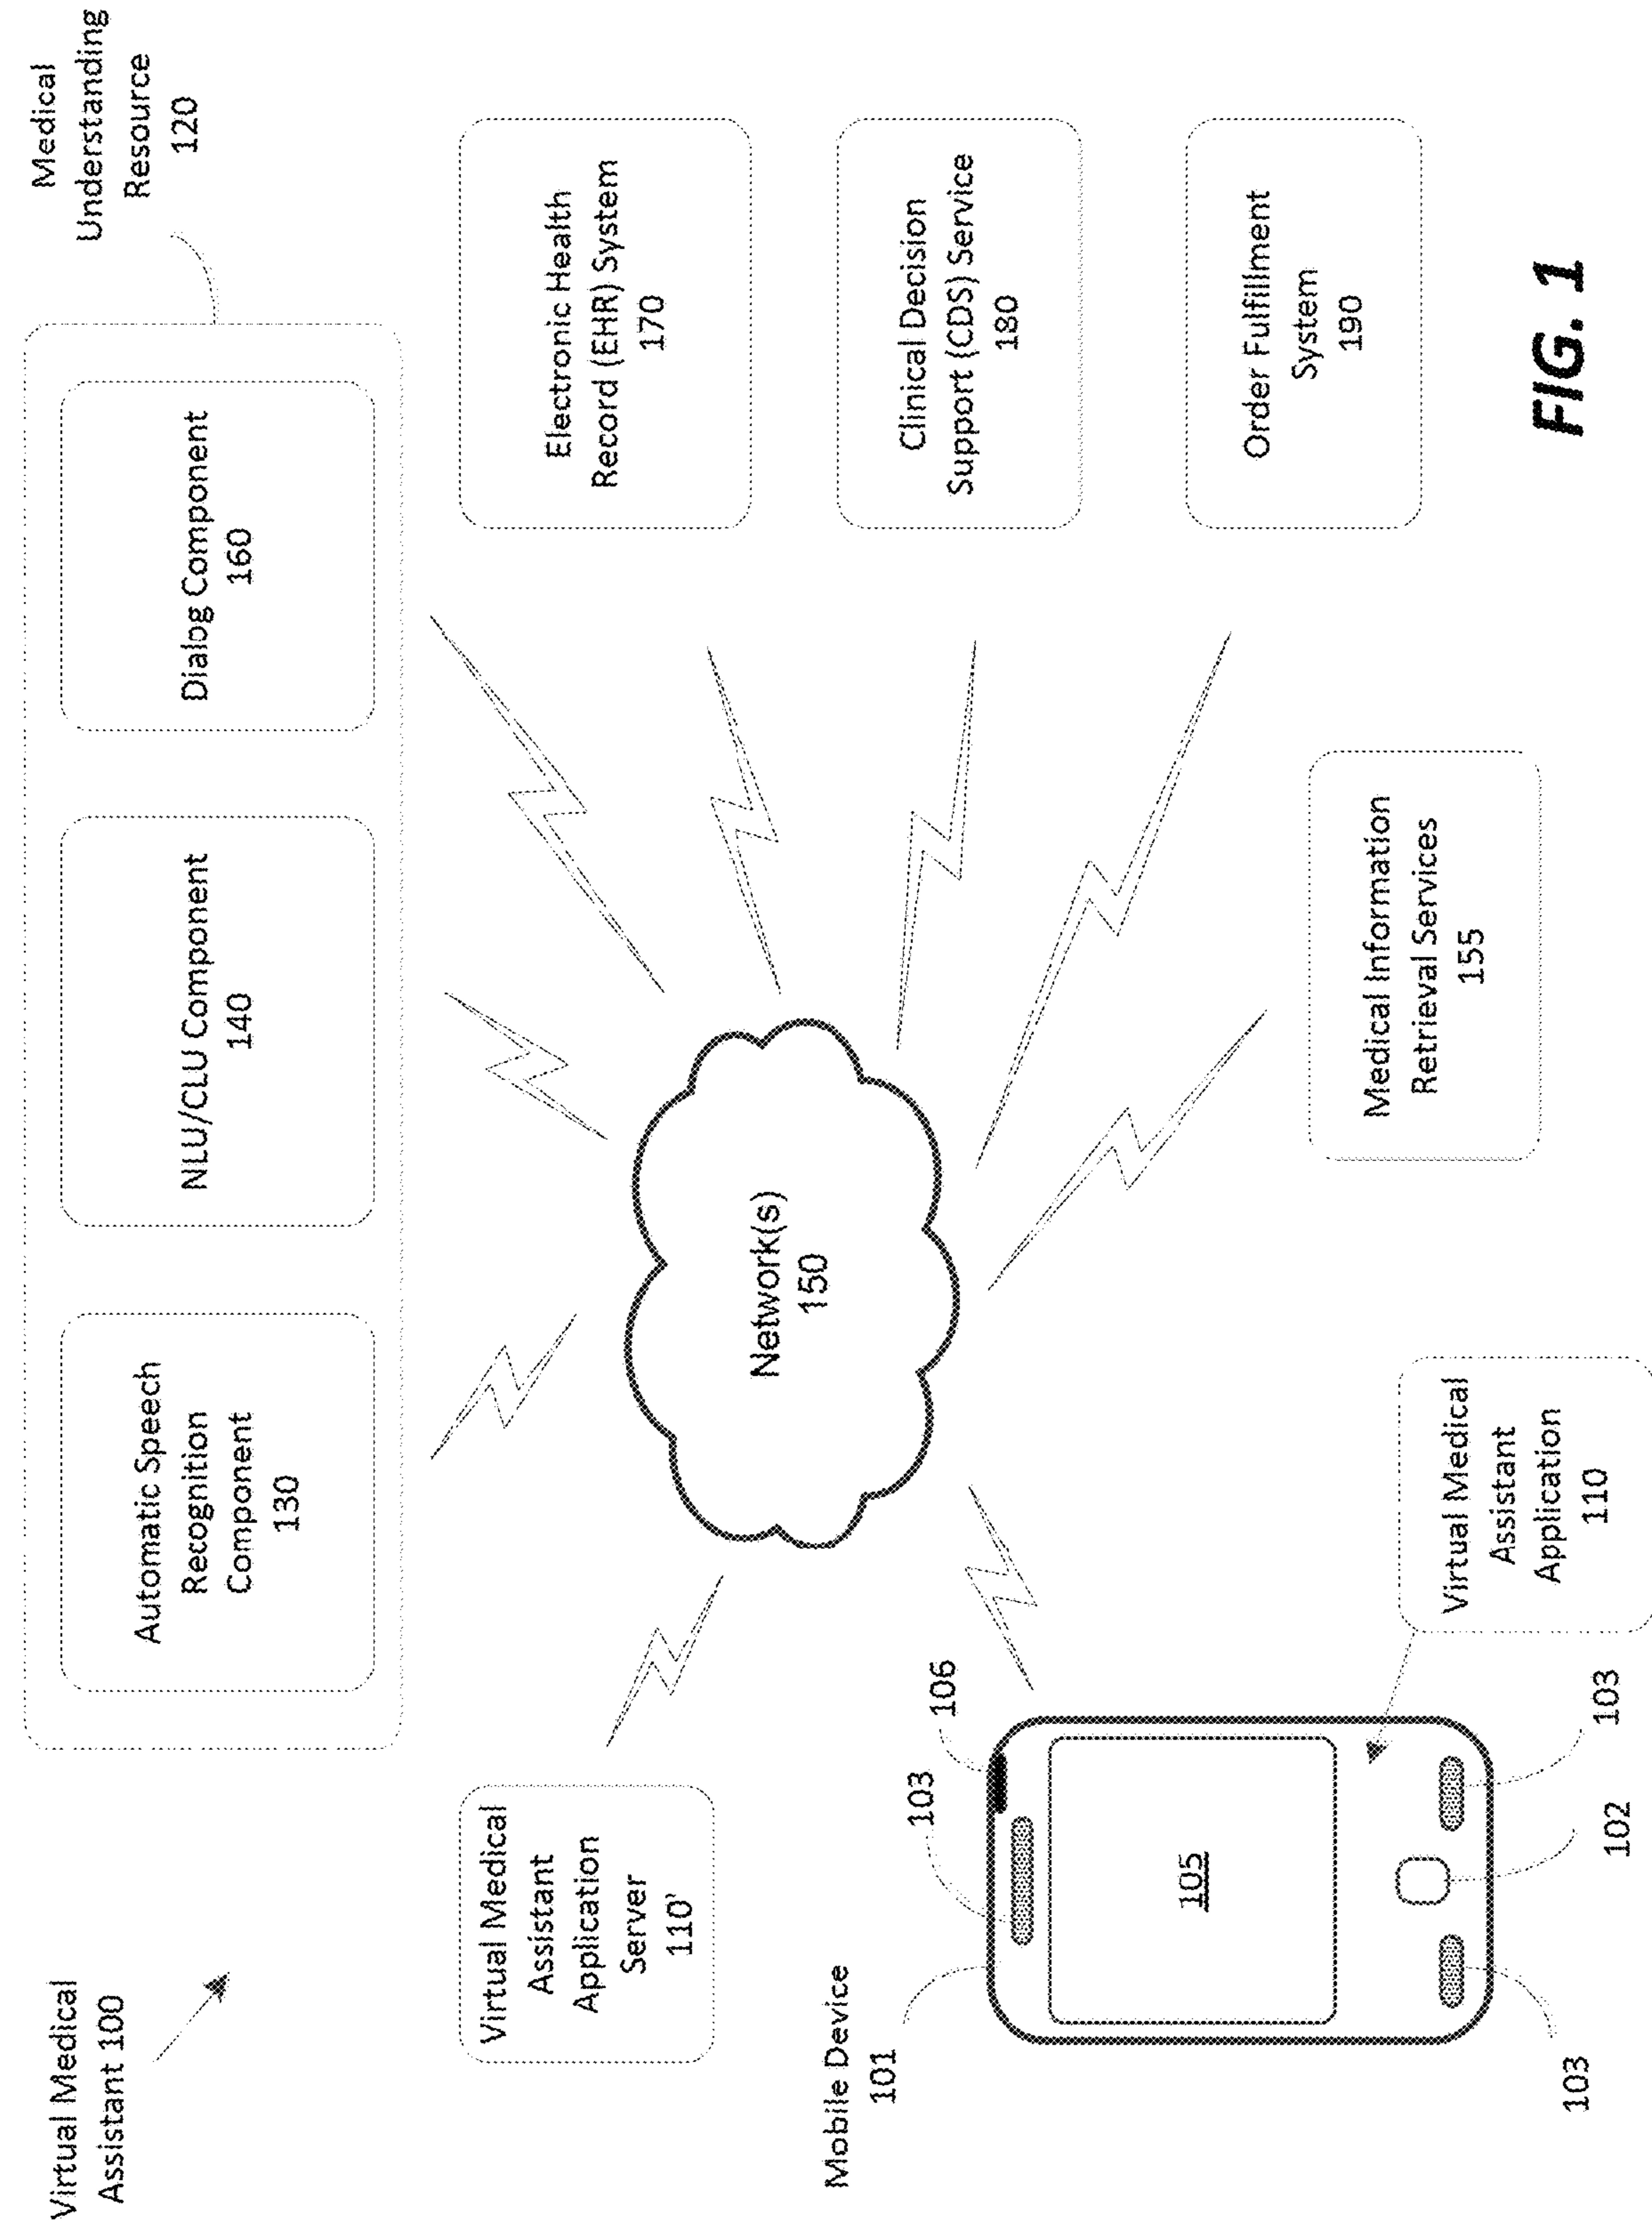 Virtual Medical
Assistant 100
Medical
Understanding
Resource
120
Automatic Speech
Recognition
Component
130
NLU/CLU Component
140
Dialog Component
160
Virtual Medical
Assistant
Application
Server
110'
Network(s)
150
Electronic Health
Record (EHR) System
170
Clinical Decision
Support (CDS) Service
180
Order Fulfillment
System
190
Mobile Device
101
103
106
105
103
102
103
Virtual Medical
Assistant
Application
110
Medical Information
Retrieval Services
155
FIG. 1